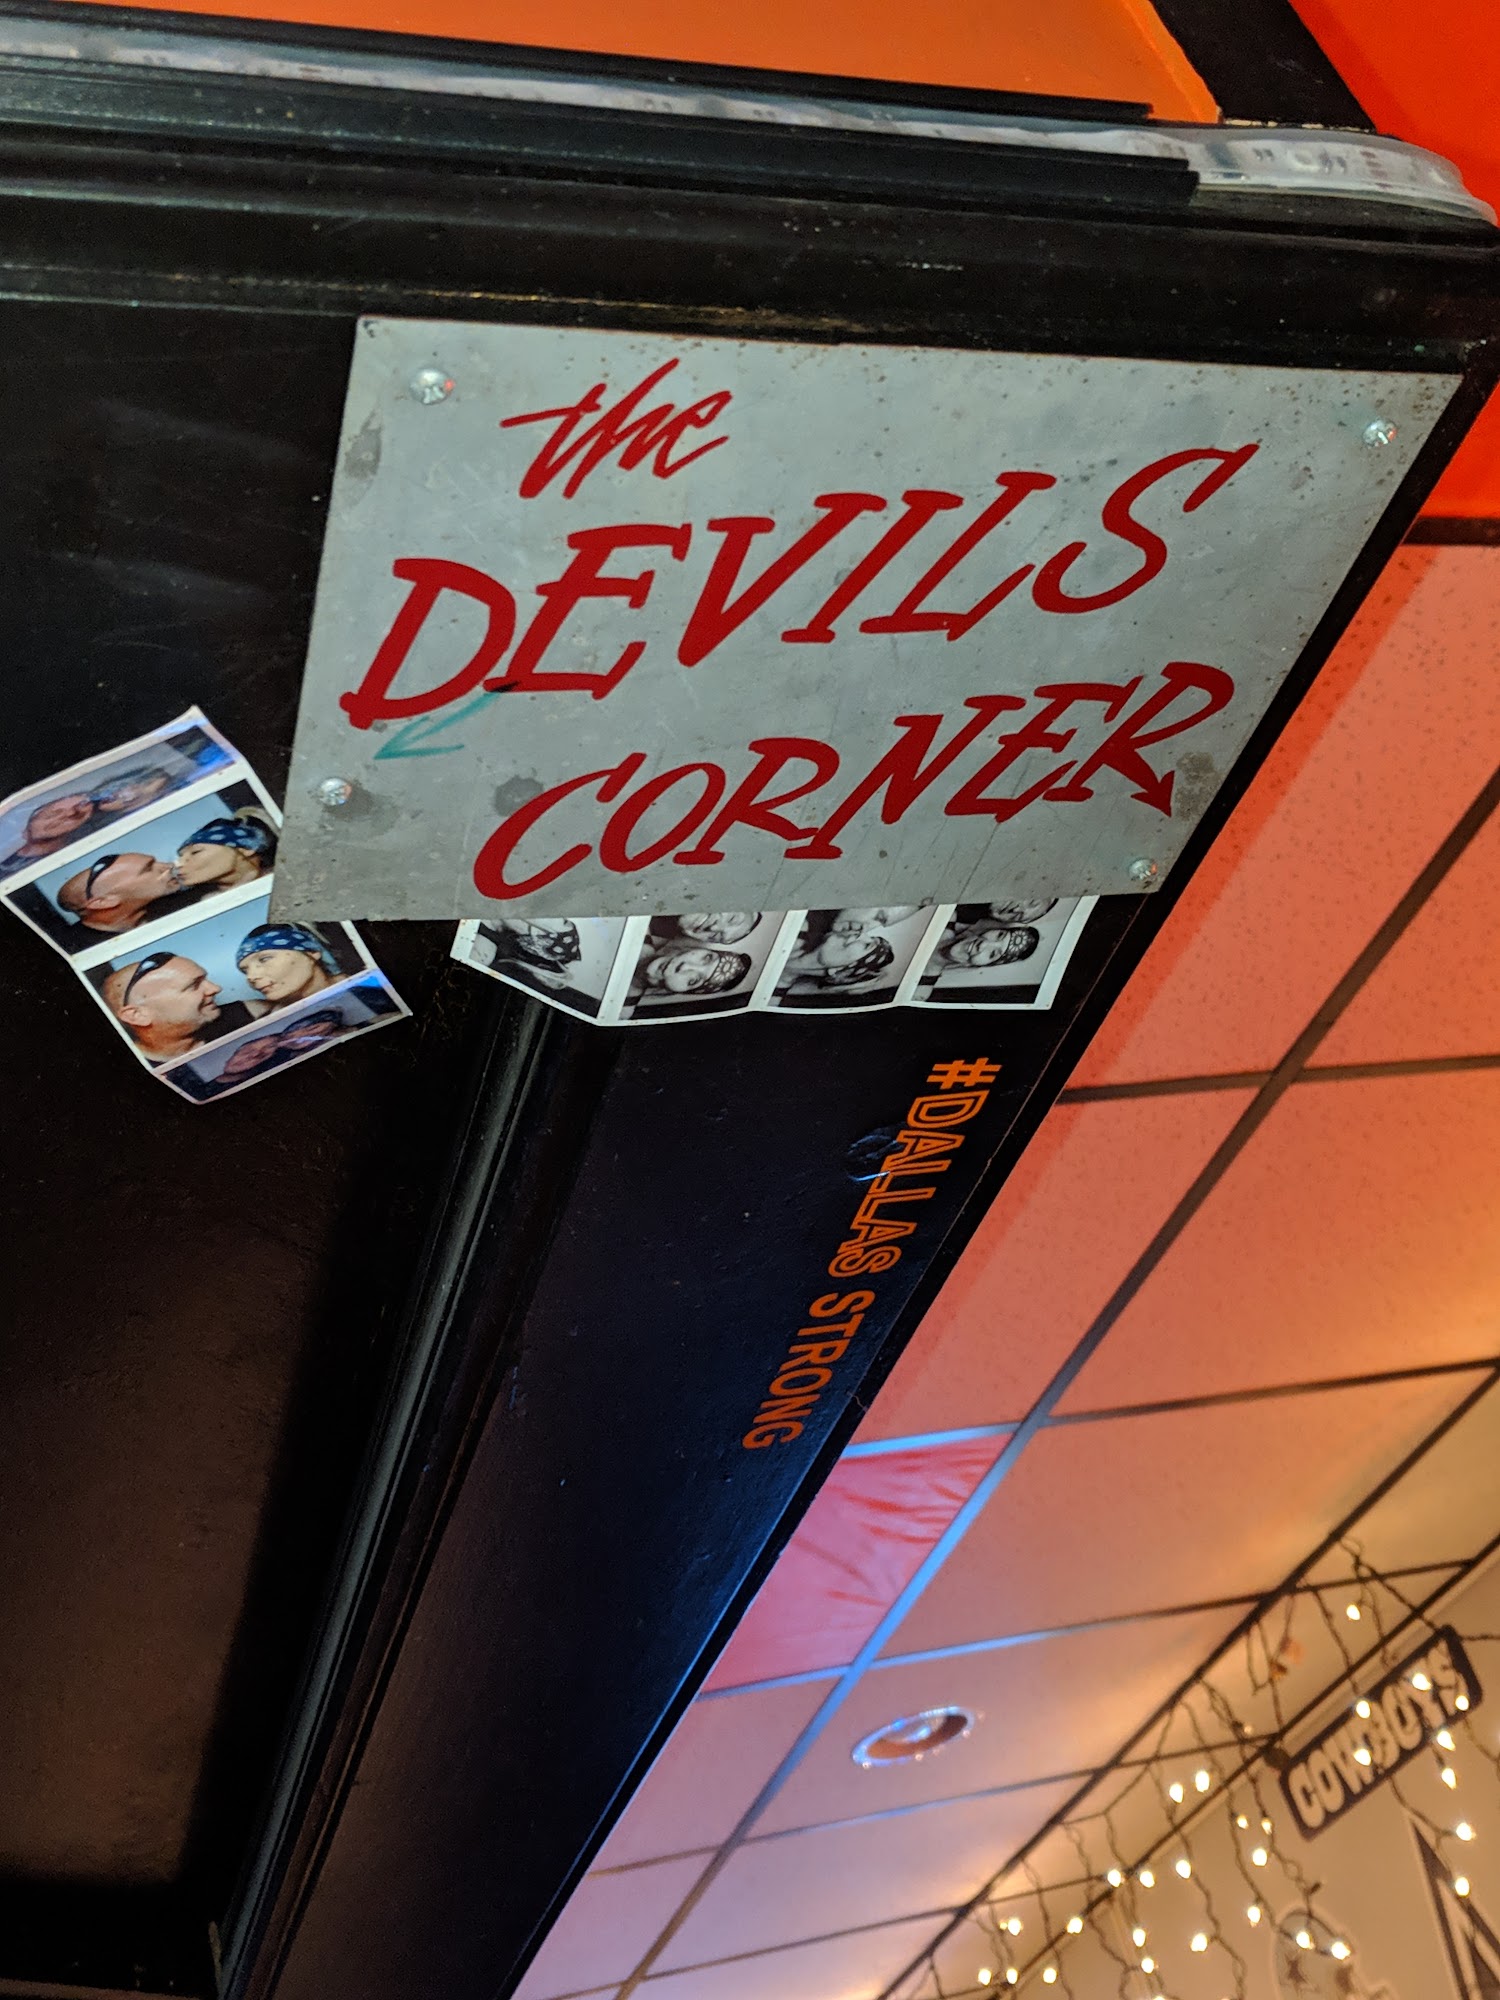 the
DEVILS
CORNER
#DALLAS STRONG
COWBOYS